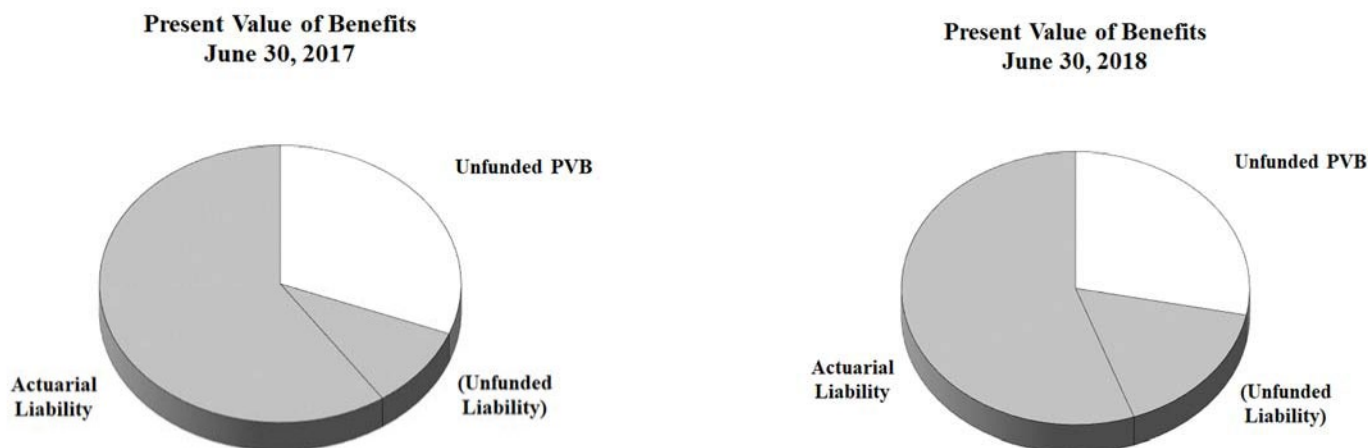 Present Value of Benefits
June 30, 2017
Unfunded PVB
Actuarial
Liability
(Unfunded
Liability)
Present Value of Benefits
June 30, 2018
Unfunded PVB
Actuarial
Liability
(Unfunded
Liability)